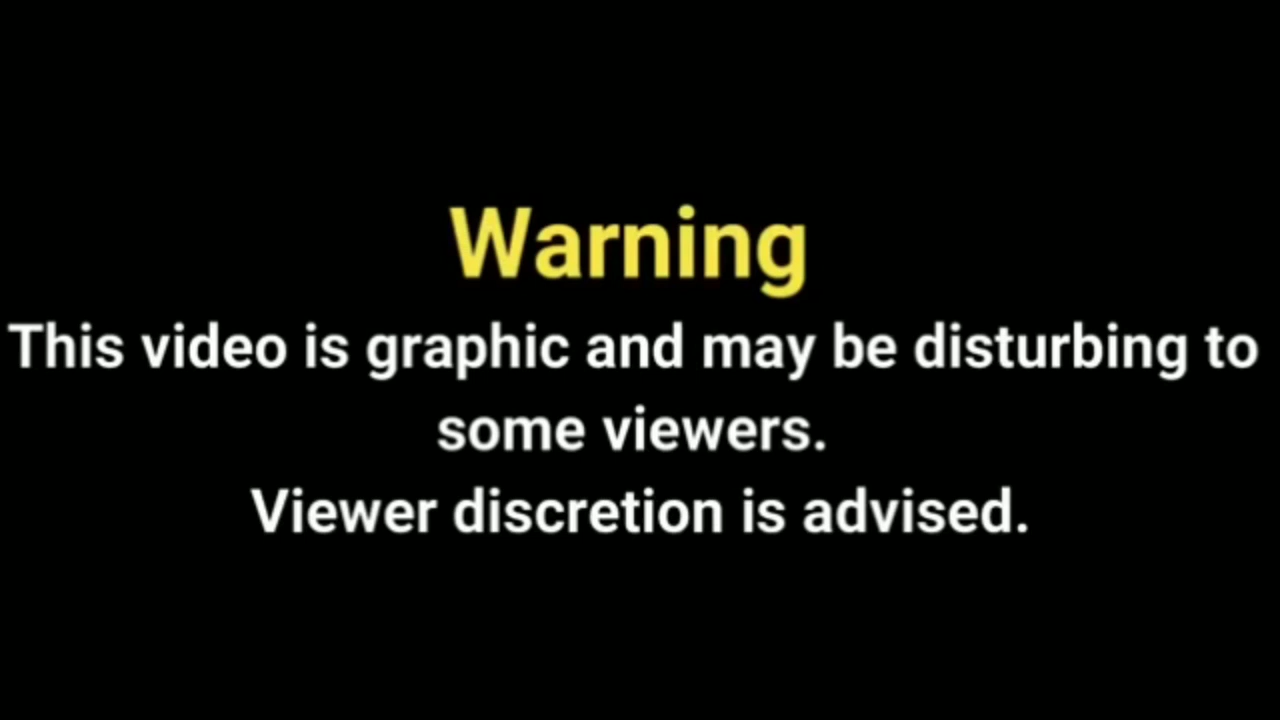 Warning
This video is graphic and may be disturbing to
some viewers.
Viewer discretion is advised.